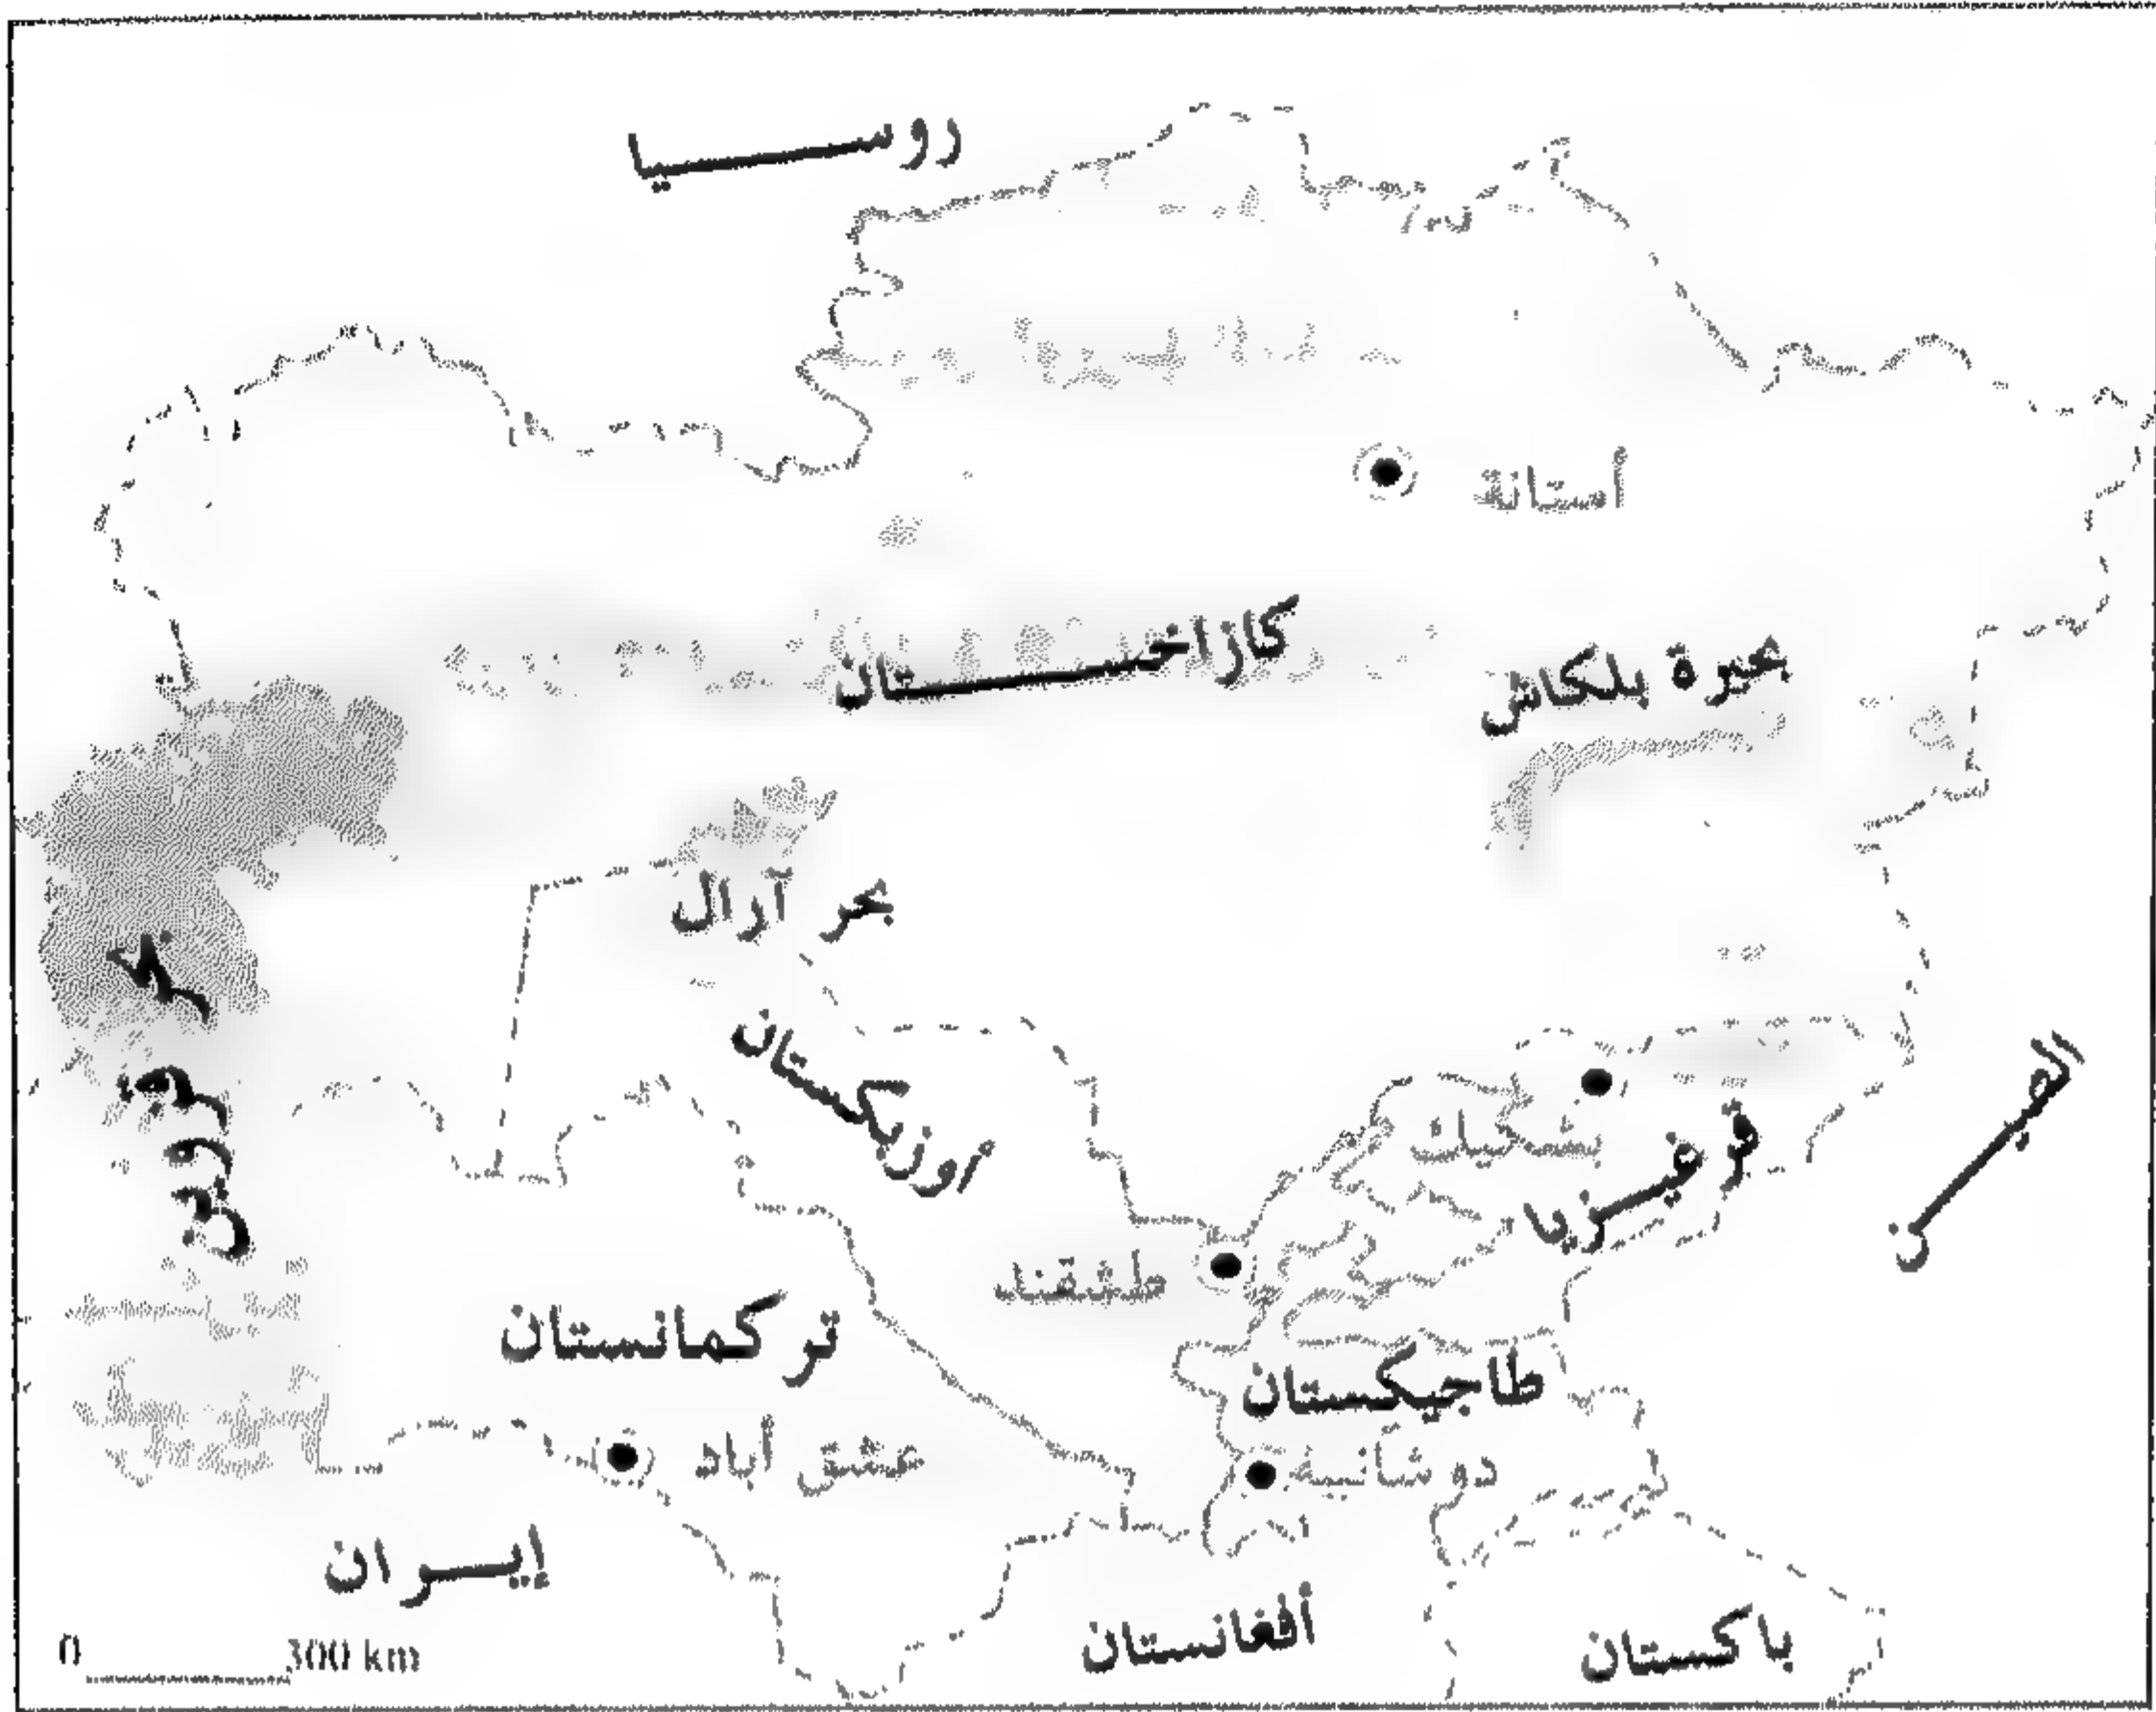 روسيا
أستانة
كازاخستان
بحيرة بلكاش
بحر آرال
بحر قزوين
أوزبكستان
بشكيك
قرغيزيا
الصين
طشقند
تركمانستان
طاجيكستان
عشق أباد
دوشانبة
إيران
أفغانستان
باكستان
0 300 km